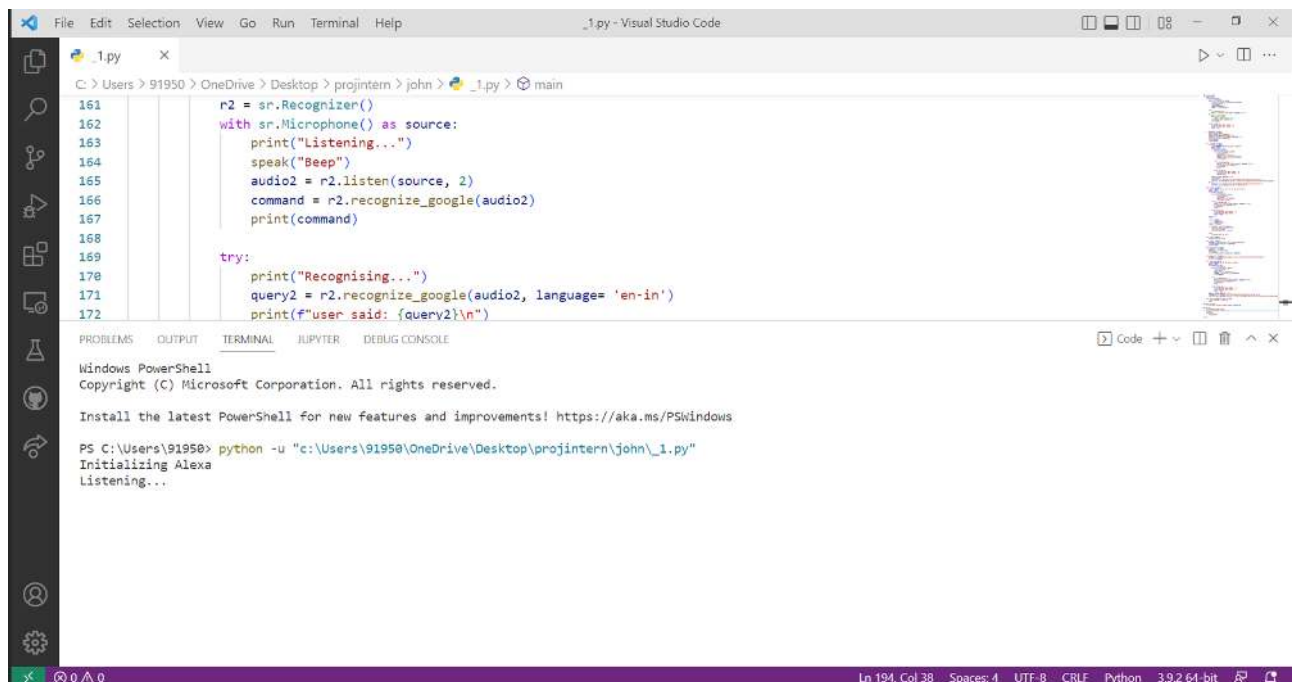 File Edit Selection View Go Run Terminal Help _1.py - Visual Studio Code
_1.py
C: > Users > 91950 > OneDrive > Desktop > projintern > john > _1.py > main
161 r2 = sr.Recognizer()
162 with sr.Microphone() as source:
163 print("Listening...")
164 speak("Beep")
165 audio2 = r2.listen(source, 2)
166 command = r2.recognize_google(audio2)
167 print(command)
168
169 try:
170 print("Recognising...")
171 query2 = r2.recognize_google(audio2, language= 'en-in')
172 print(f"user said: {query2}\n")
PROBLEMS OUTPUT TERMINAL JUPYTER DEBUG CONSOLE Code
Windows PowerShell
Copyright (C) Microsoft Corporation. All rights reserved.
Install the latest PowerShell for new features and improvements! https://aka.ms/PSWindows
PS C:\Users\91950> python -u "c:\Users\91950\OneDrive\Desktop\projintern\john\_1.py"
Initializing Alexa
Listening...
0 0 Ln 194, Col 38 Spaces: 4 UTF-8 CRLF Python 3.9.2 64-bit